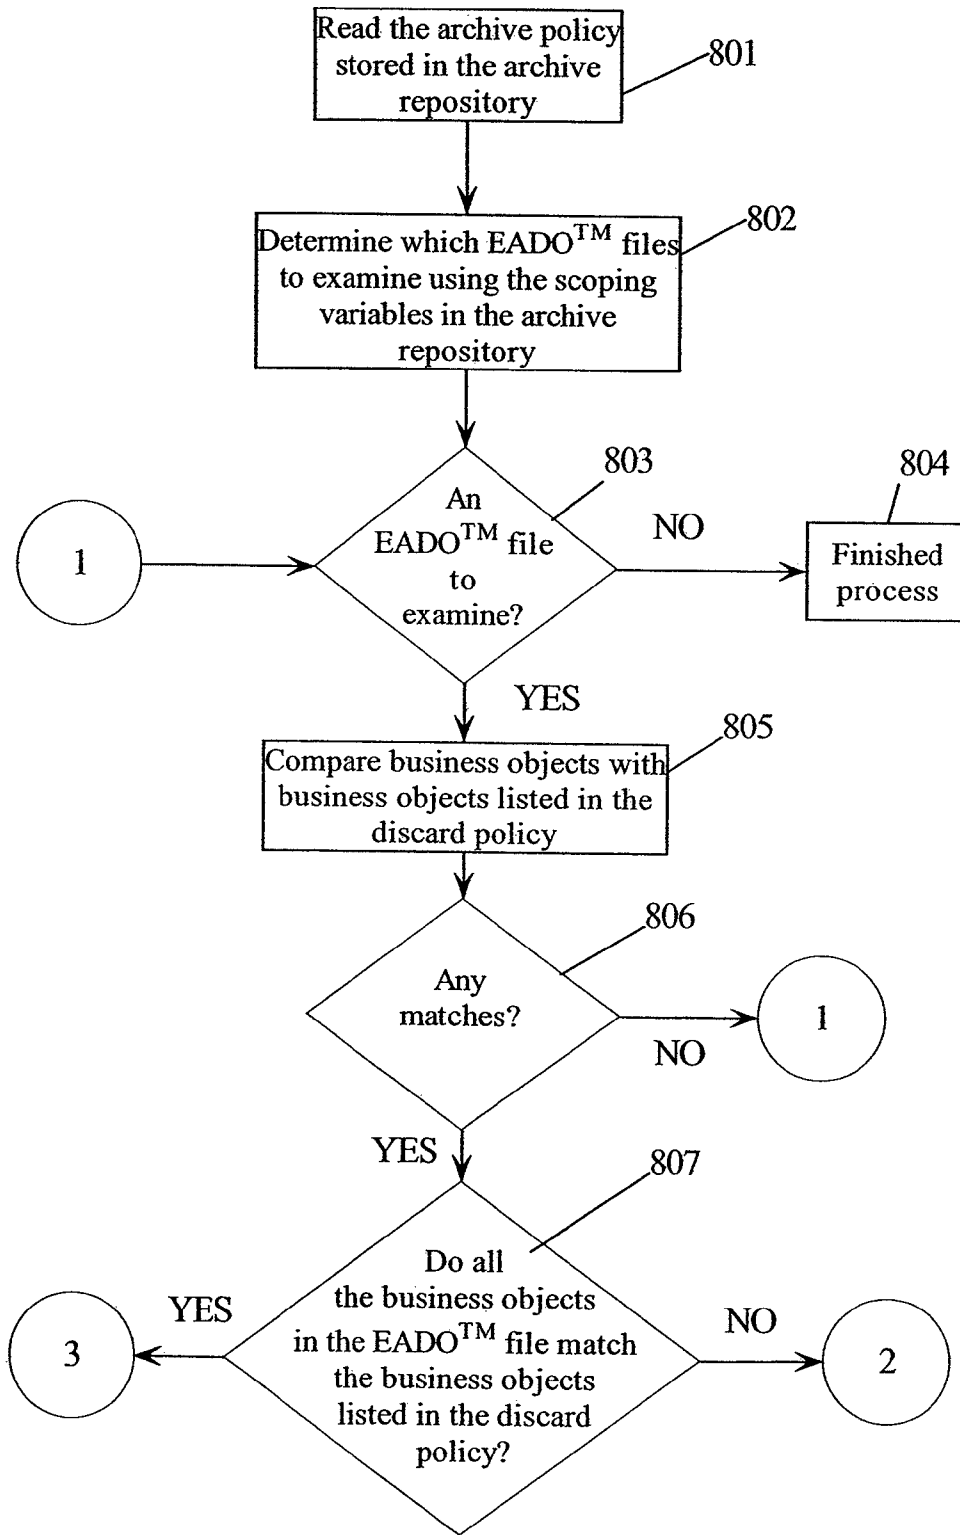 Read the archive policy
stored in the archive
repository
801
802
Determine which EADO™ files
to examine using the scoping
variables in the archive
repository
803
804
An
EADO™ file
to
examine?
NO
Finished
process
1
YES
805
Compare business objects with
business objects listed in the
discard policy
806
Any
matches?
1
NO
YES
807
Do all
the business objects
in the EADO™ file match
the business objects
listed in the discard
policy?
YES
NO
3
2